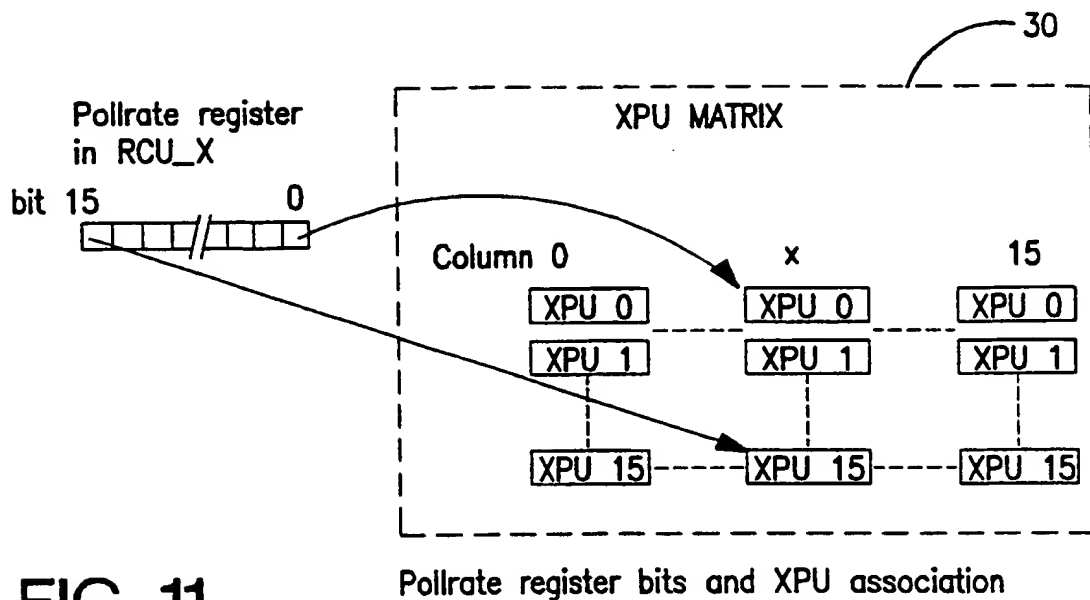 30
Pollrate register
in RCU_X
XPU MATRIX
bit 15 0
Column 0 x 15
XPU 0 XPU 0 XPU 0
XPU 1 XPU 1 XPU 1
XPU 15 XPU 15 XPU 15
FIG. 11
Pollrate register bits and XPU association